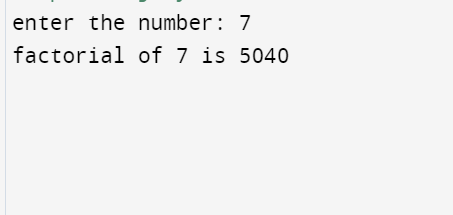 enter the number: 7
factorial of 7 is 5040